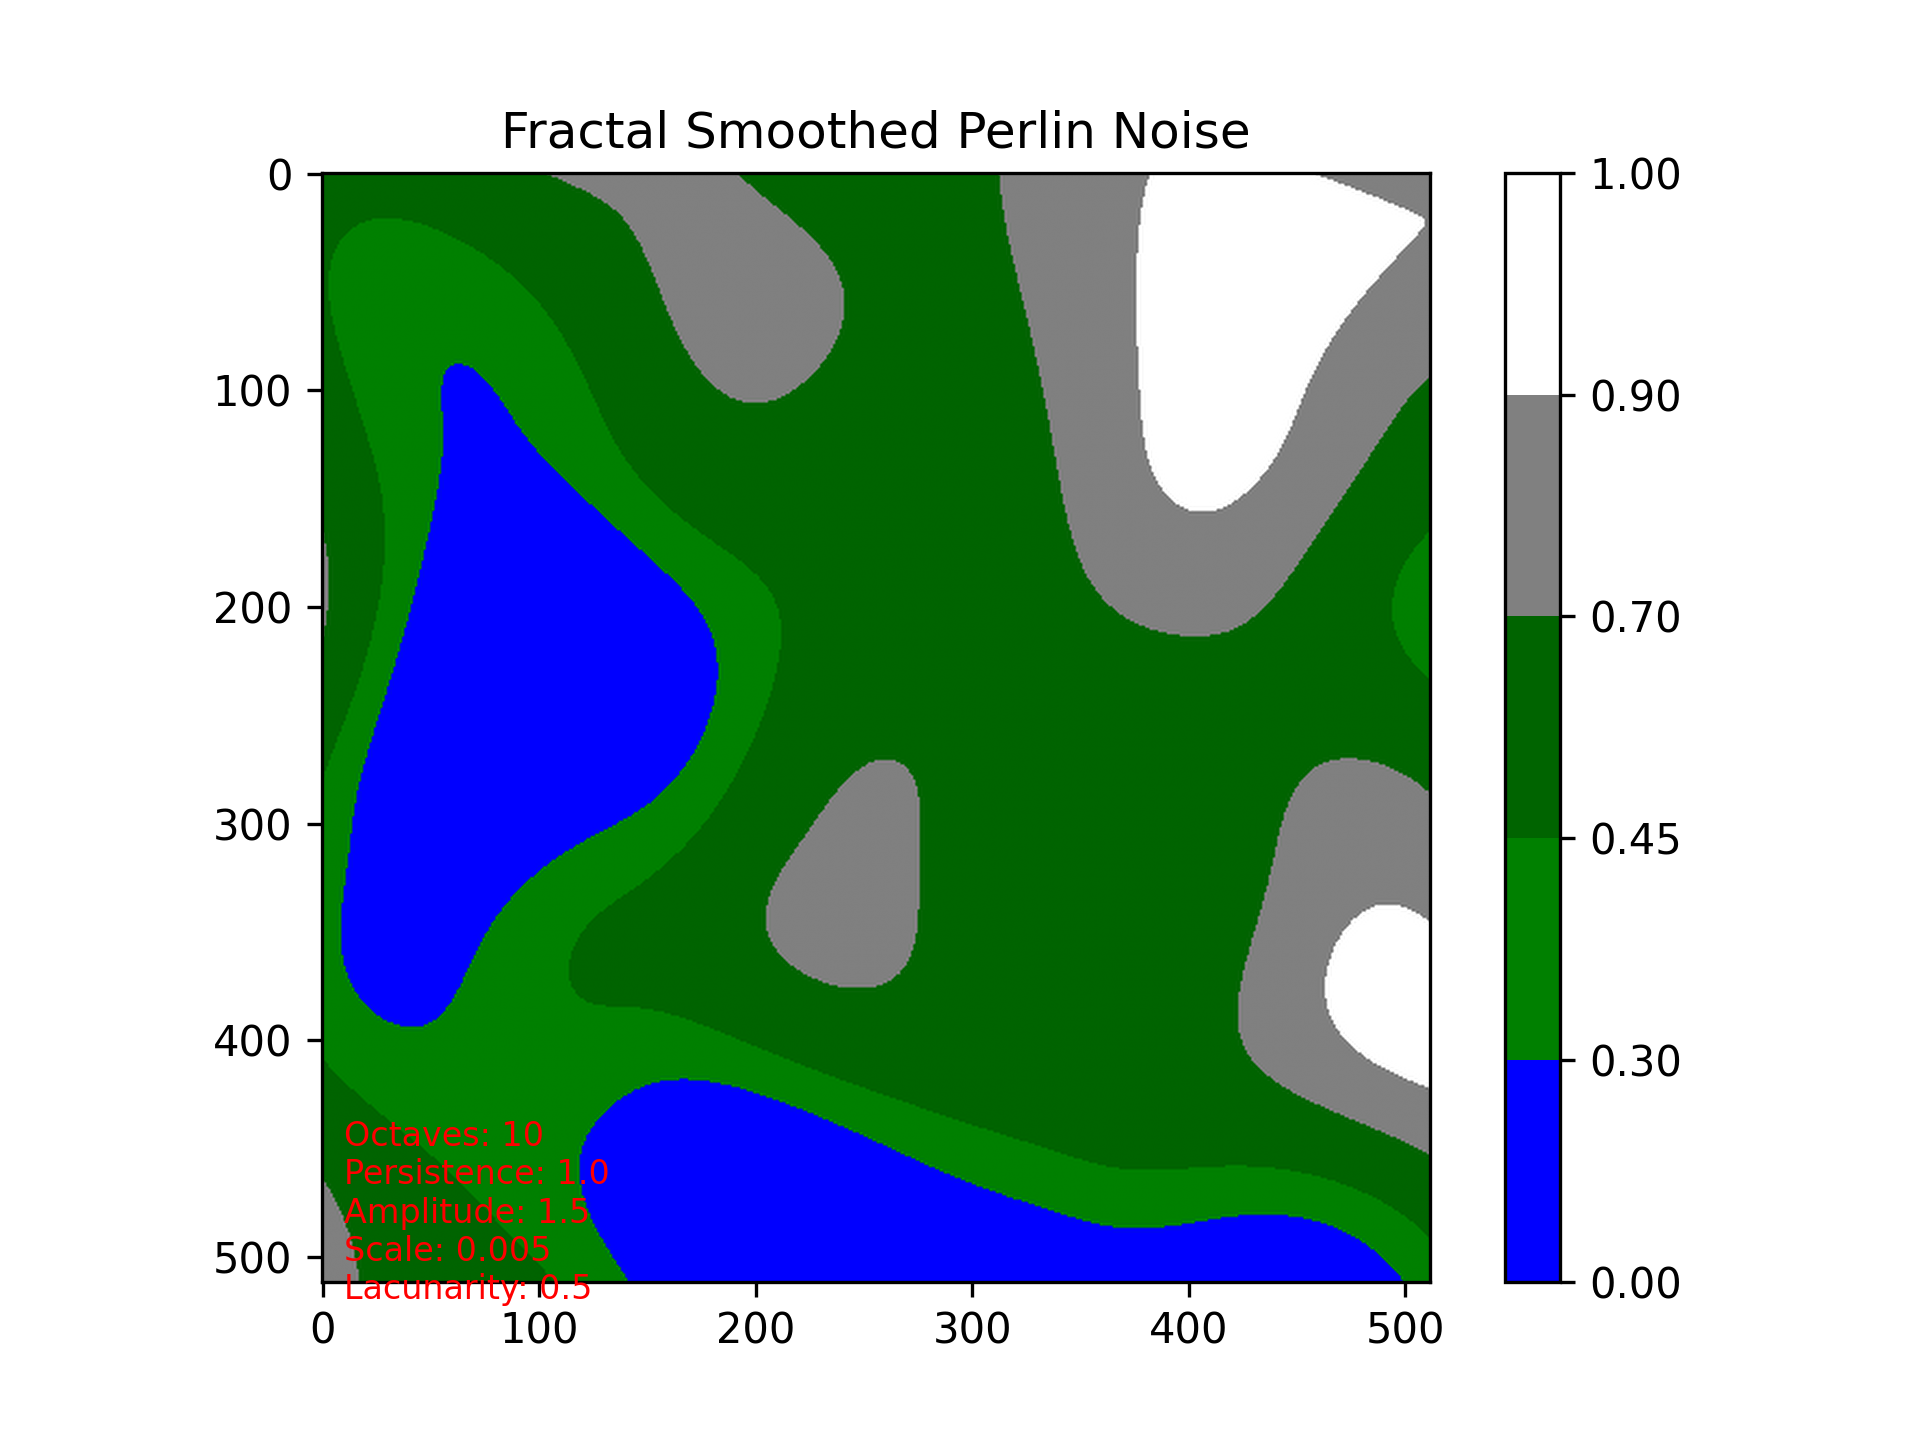 Fractal Smoothed Perlin Noise
0
100
200
300
400
500
0 100 200 300 400 500
Octaves: 10
Persistence: 1.0
Amplitude: 1.5
Scale: 0.005
Lacunarity: 0.5
1.00
0.90
0.70
0.45
0.30
0.00